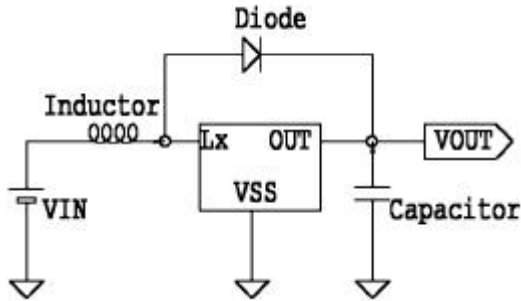 Diode
Inductor
Lx OUT
VOUT
VSS
VIN
Capacitor